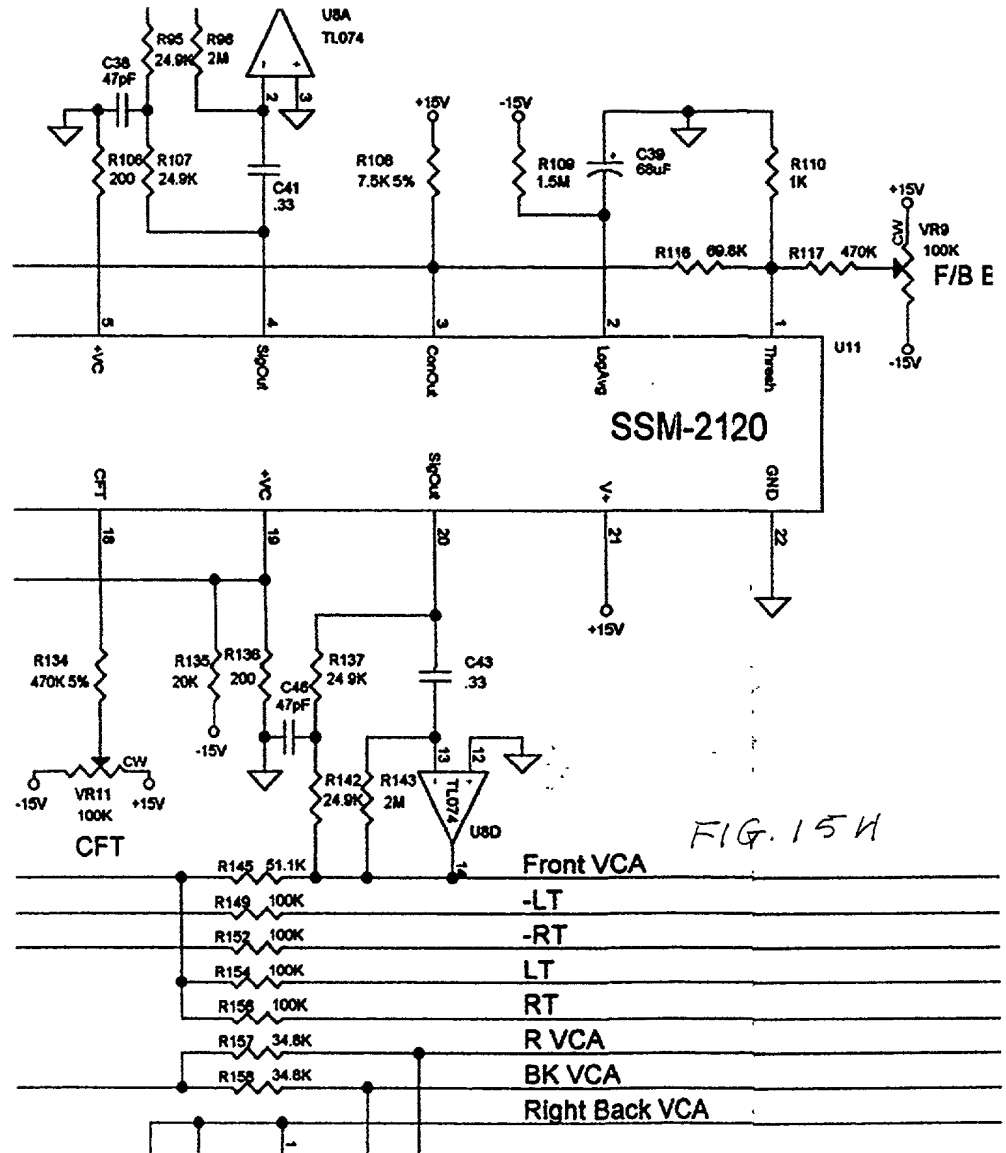 U8A
TL074
R95
24.9K
R96
2M
C38
47pF
2
3
+15V
-15V
R106
200
R107
24.9K
C41
.33
R108
7.5K 5%
R109
1.5M
C39
68uF
+
R110
1K
+15V
CW
VR9
100K
F/B E
-15V
R116 69.8K
R117 470K
5
4
3
2
1
U11
+VC
SigOut
ConOut
LogAvg
Thresh
SSM-2120
CFT
+VC
SigOut
V+
GND
18
19
20
21
22
+15V
R134
470K 5%
R135
20K
R136
200
R137
24.9K
C43
.33
C46
47pF
-15V
CW
-15V
VR11
100K
+15V
CFT
R142
24.9K
R143
2M
13
12
-
+
TL074
U8D
14
FIG. 15H
R145 51.1K Front VCA
R149 100K -LT
R152 100K -RT
R154 100K LT
R156 100K RT
R157 34.8K R VCA
R158 34.8K BK VCA
Right Back VCA
1